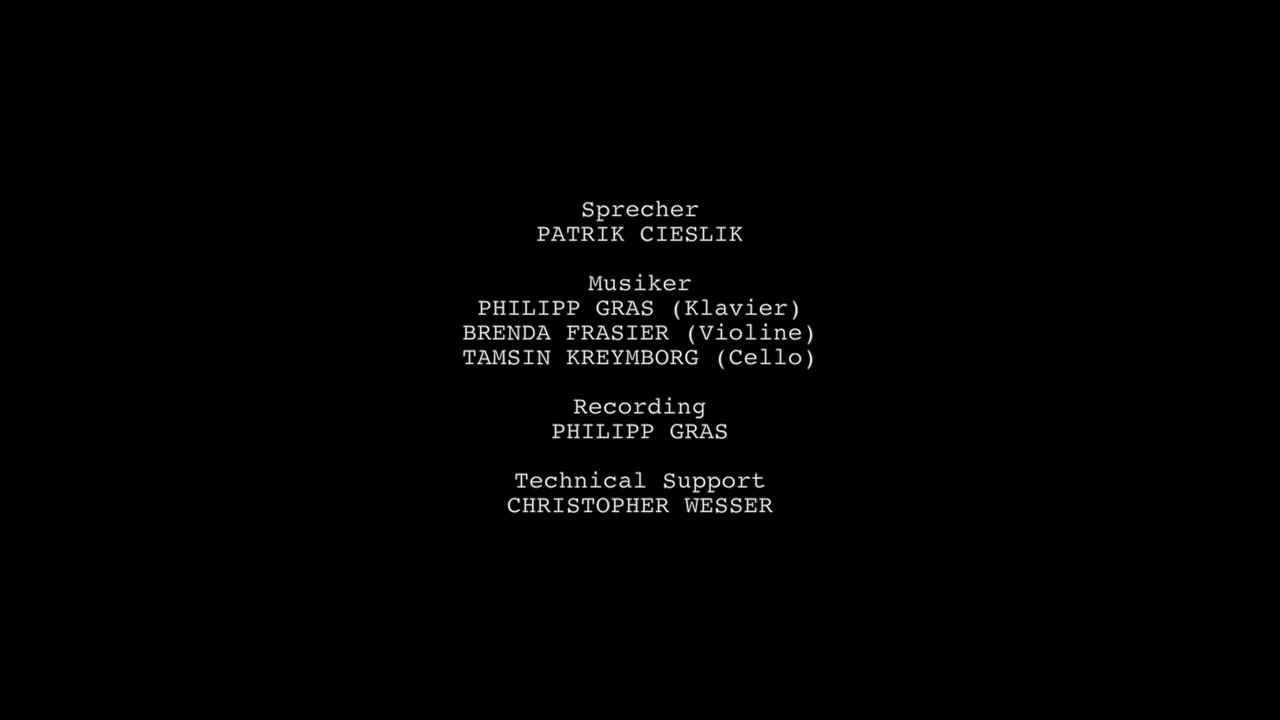 Sprecher
PATRIK CIESLIK
Musiker
PHILIPP GRAS (Klavier)
BRENDA FRASIER (Violine)
TAMSIN KREYMBORG (Cello)
Recording
PHILIPP GRAS
Technical Support
CHRISTOPHER WESSER